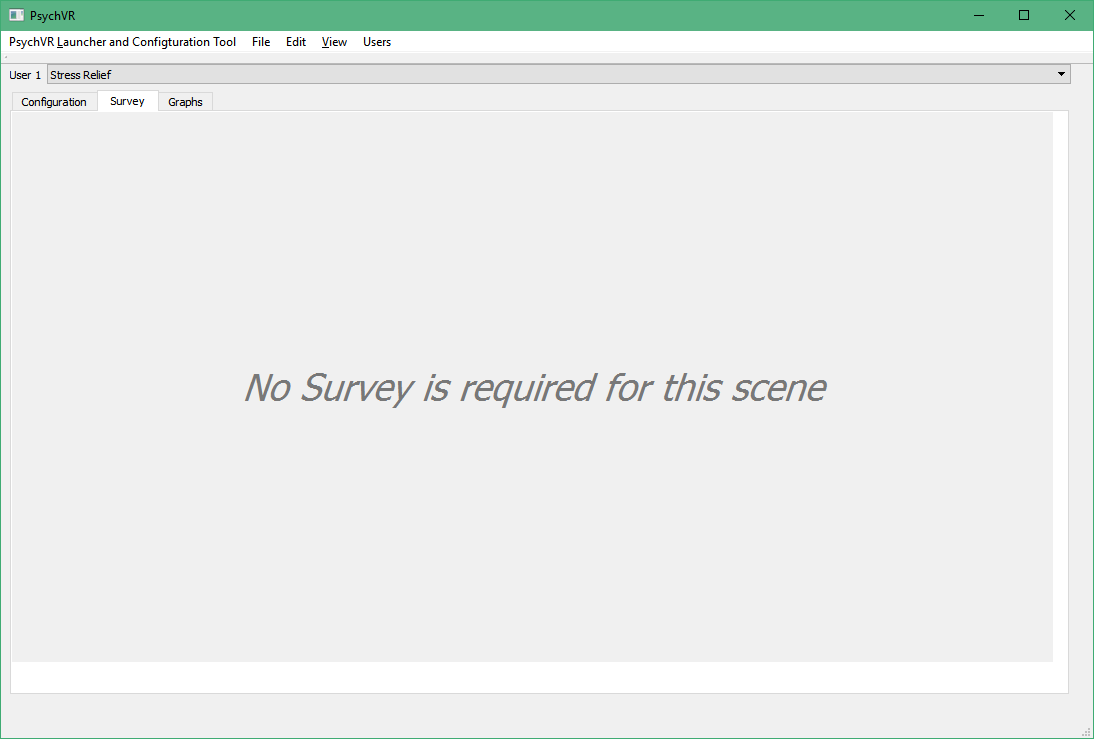 PsychVR
PsychVR Launcher and Configturation Tool File Edit View Users
User 1 Stress Relief
Configuration Survey Graphs
No Survey is required for this scene